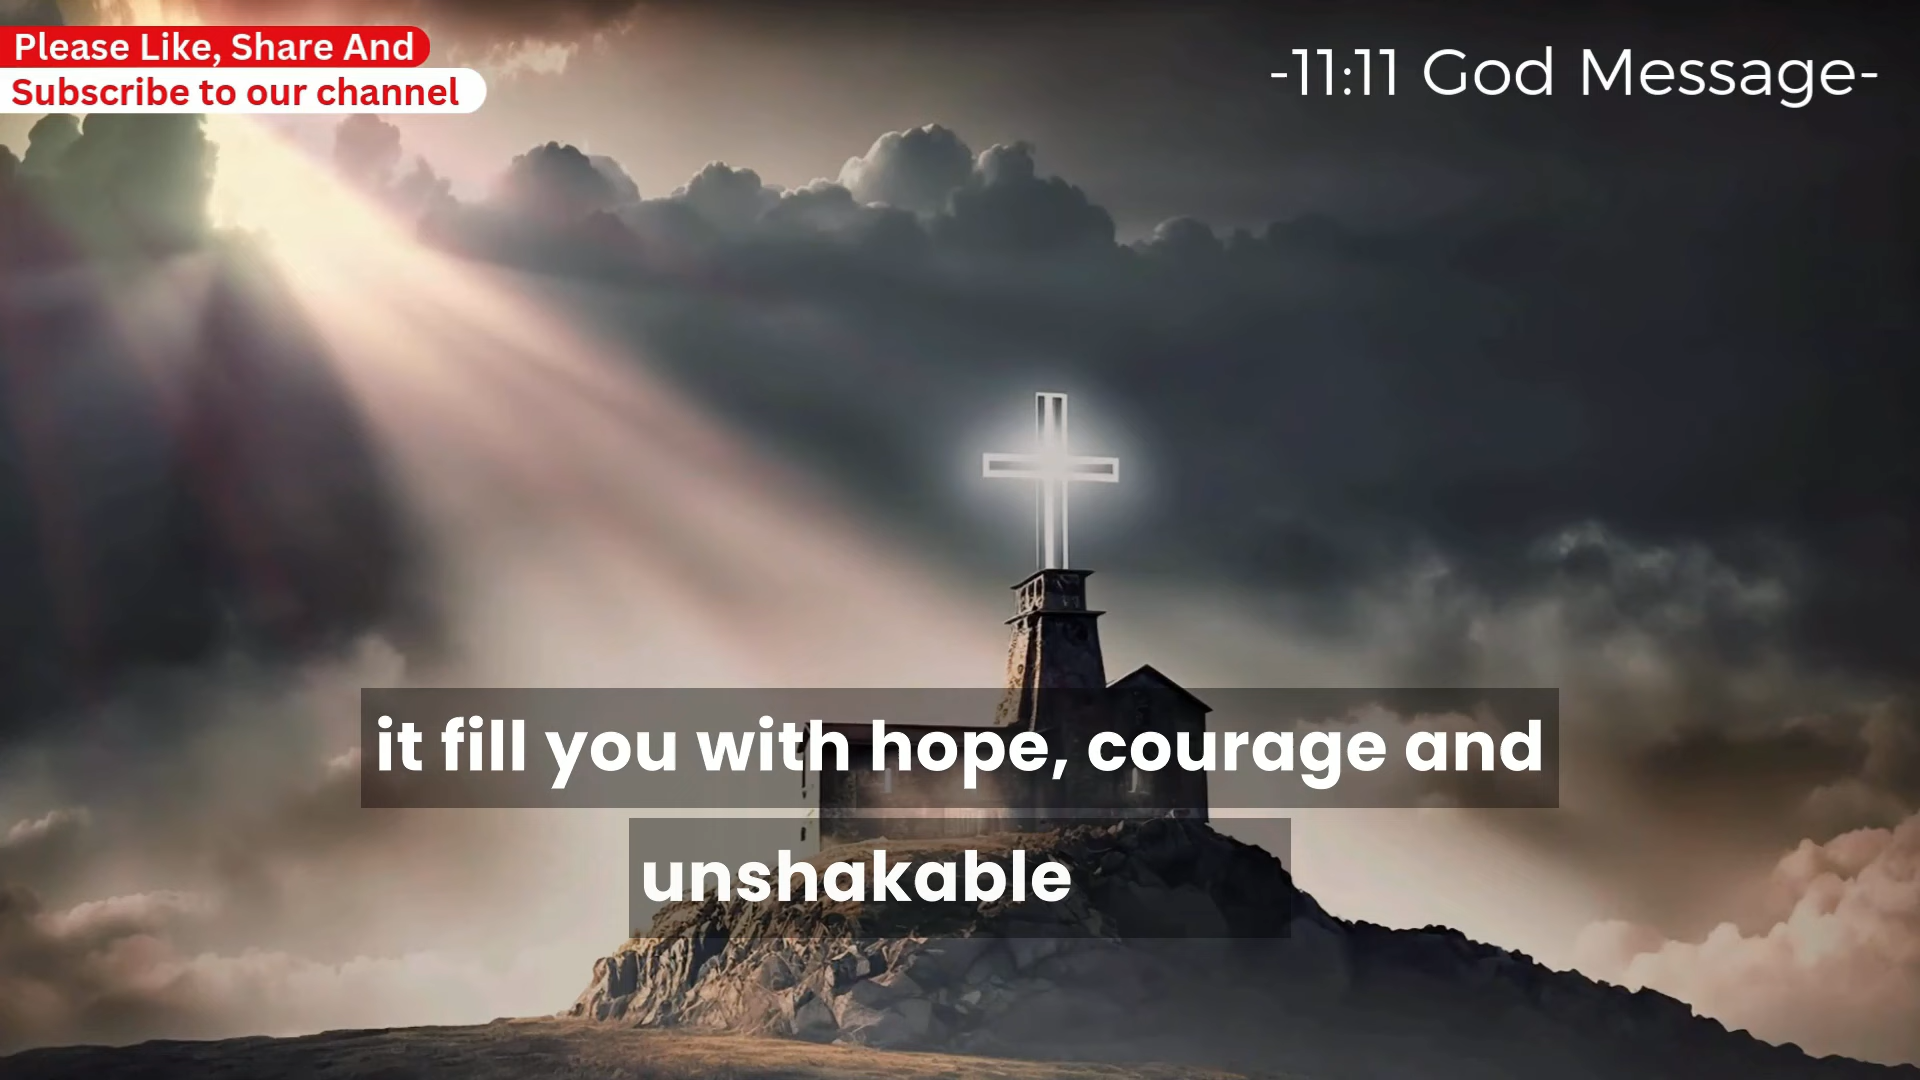 Please Like, Share And
Subscribe to our channel
-11:11 God Message-
it fill you with hope, courage and
unshakable